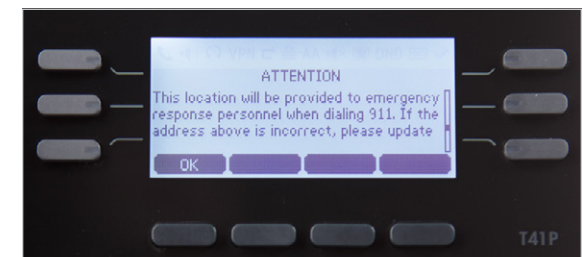 ATTENTION
This location will be provided to emergency
response personnel when dialing 911. If the
address above is incorrect, please update
OK
T41P